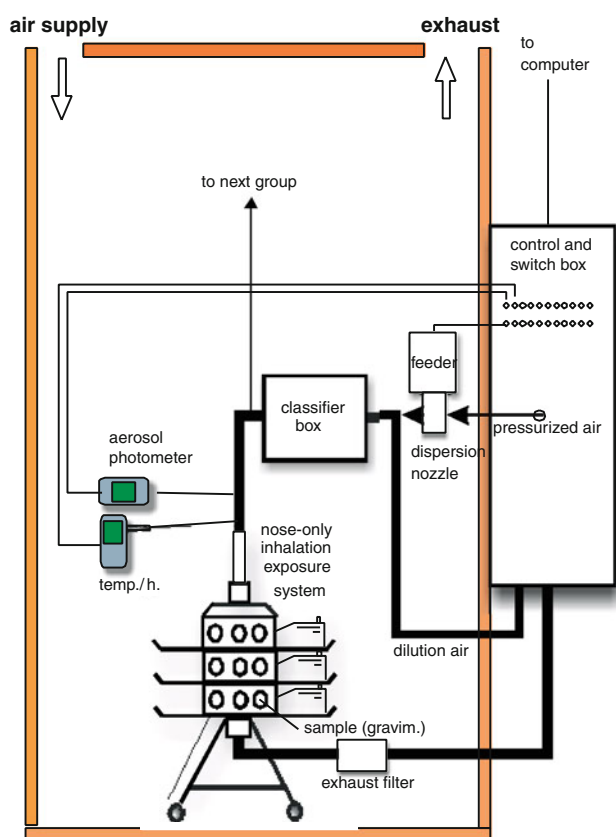 air supply
exhaust
to
computer
to next group
control and
switch box
feeder
classifier
box
pressurized air
dispersion
nozzle
aerosol
photometer
nose-only
inhalation
exposure
system
temp./h.
dilution air
sample (gravim.)
exhaust filter